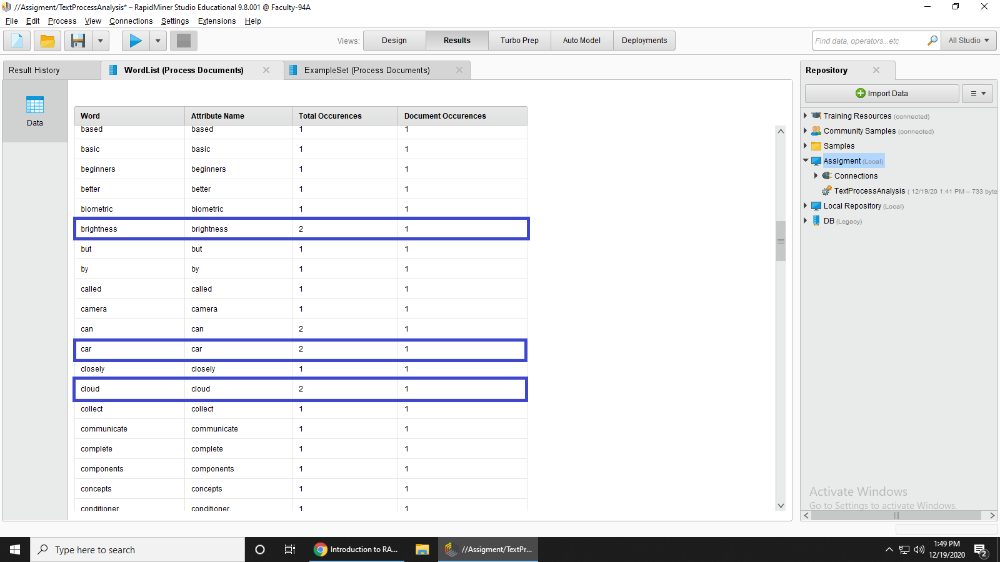 //Assigment/TextProcessAnalysis* – RapidMiner Studio Educational 9.8.001 @ Faculty-94A
File Edit Process View Connections Settings Extensions Help
Views: Design Results Turbo Prep Auto Model Deployments
Find data, operators...etc All Studio
Result History WordList (Process Documents) ExampleSet (Process Documents)
Data
Word Attribute Name Total Occurences Document Occurences
based based 1 1
basic basic 1 1
beginners beginners 1 1
better better 1 1
biometric biometric 1 1
brightness brightness 2 1
but but 1 1
by by 1 1
called called 1 1
camera camera 1 1
can can 2 1
car car 2 1
closely closely 1 1
cloud cloud 2 1
collect collect 1 1
communicate communicate 1 1
complete complete 1 1
components components 1 1
concepts concepts 1 1
conditioner conditioner 1 1
Repository
Import Data
Training Resources (connected)
Community Samples (connected)
Samples
Assigment (Local)
Connections
TextProcessAnalysis ( 12/19/20 1:41 PM – 733 byte
Local Repository (Local)
DB (Legacy)
Activate Windows
Go to Settings to activate Windows.
Type here to search
Introduction to RA...
//Assigment/TextPr...
1:49 PM
12/19/2020
2